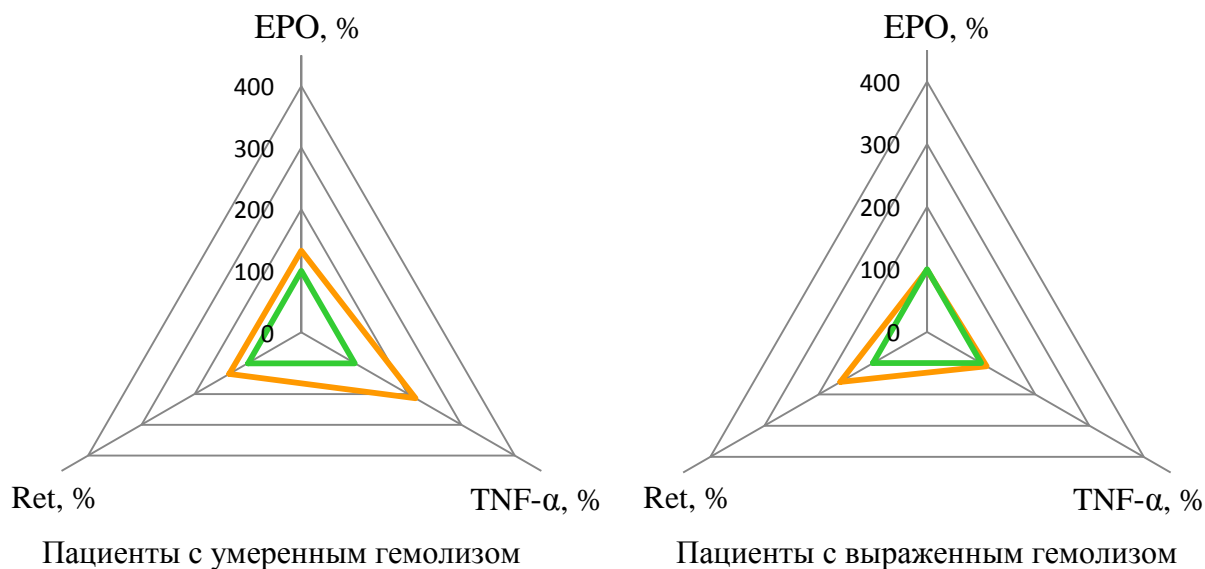 EPO, %
400
300
200
100
0
Ret, %
TNF-α, %
Пациенты с умеренным гемолизом
EPO, %
400
300
200
100
0
Ret, %
TNF-α, %
Пациенты с выраженным гемолизом